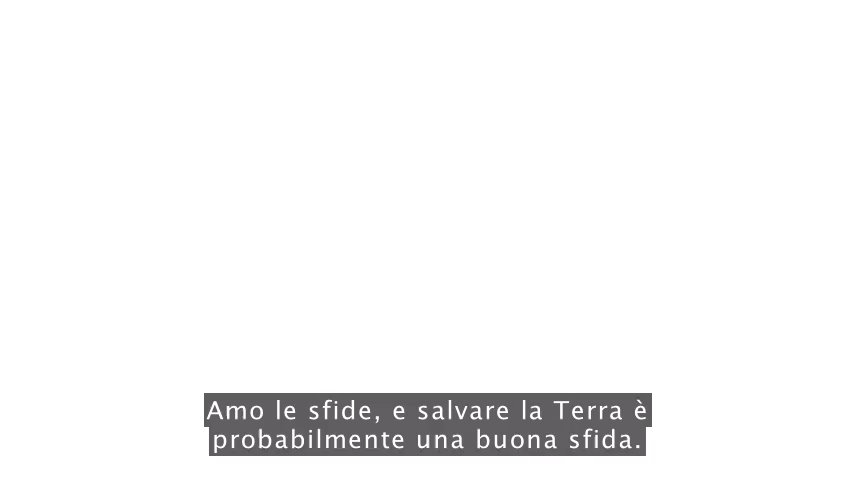 Amo le sfide, e salvare la Terra è
probabilmente una buona sfida.